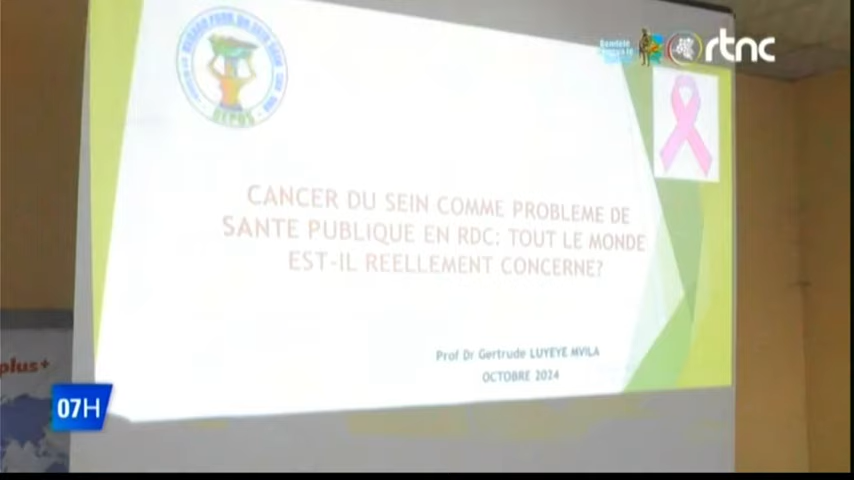 rtnc
CANCER DU SEIN COMME PROBLEME DE
SANTE PUBLIQUE EN RDC: TOUT LE MONDE
EST-IL REELLEMENT CONCERNE?
Prof Dr Gertrude LUYEYE MVILA
OCTOBRE 2024
plus+
07H